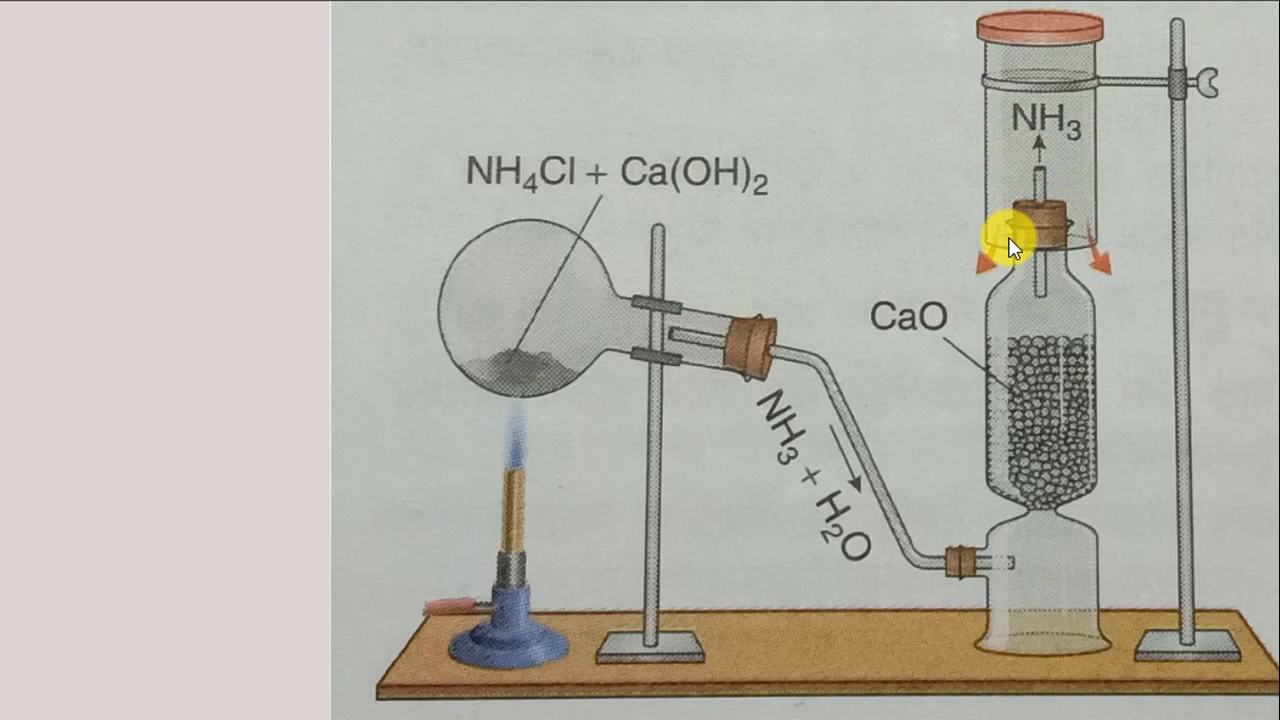 NH₃
NH₄Cl + Ca(OH)₂
CaO
NH₃ + H₂O